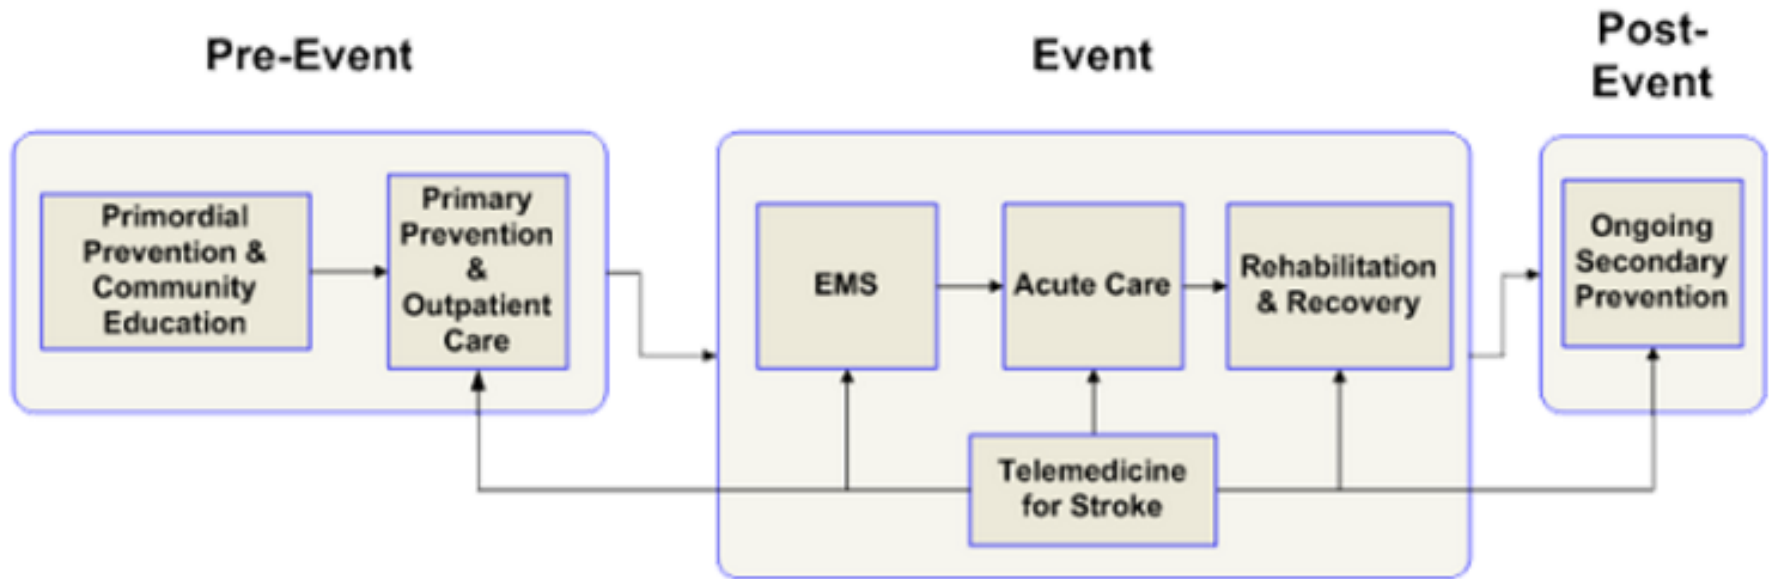 Pre-Event
Event
Post-
Event
Primordial
Prevention &
Community
Education
Primary
Prevention
&
Outpatient
Care
EMS
Acute Care
Rehabilitation
& Recovery
Ongoing
Secondary
Prevention
Telemedicine
for Stroke